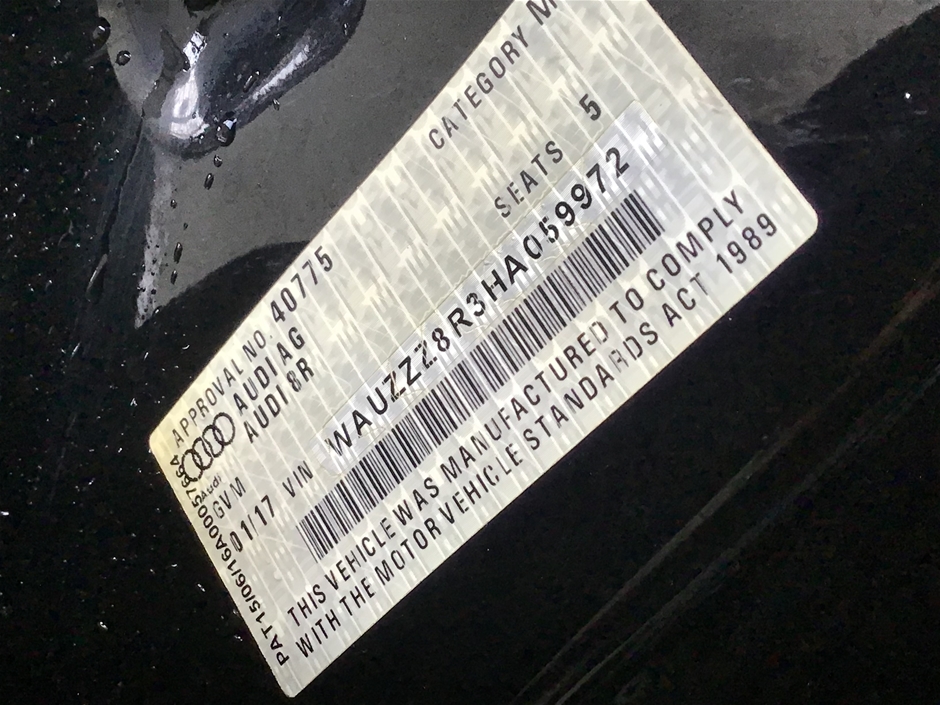 APPROVAL NO. 40775 CATEGORY M
AUDI AG
AUDI 8R
SEATS 5
Audi
GVM
01/17 VIN WAUZZZ8R3HA059972
THIS VEHICLE WAS MANUFACTURED TO COMPLY
WITH THE MOTOR VEHICLE STANDARDS ACT 1989